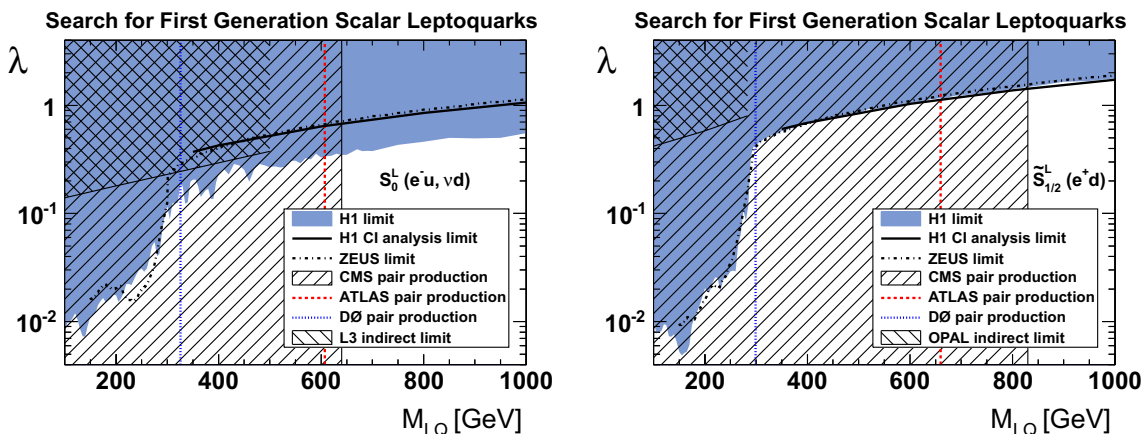 Search for First Generation Scalar Leptoquarks
λ
1
10⁻¹
10⁻²
S₀ᴸ (e⁻u, νd)
H1 limit
H1 CI analysis limit
ZEUS limit
CMS pair production
ATLAS pair production
DØ pair production
L3 indirect limit
200 400 600 800 1000
M_LQ [GeV]
Search for First Generation Scalar Leptoquarks
λ
1
10⁻¹
10⁻²
S̃ᴸ₁/₂ (e⁺d)
H1 limit
H1 CI analysis limit
ZEUS limit
CMS pair production
ATLAS pair production
DØ pair production
OPAL indirect limit
200 400 600 800 1000
M_LQ [GeV]